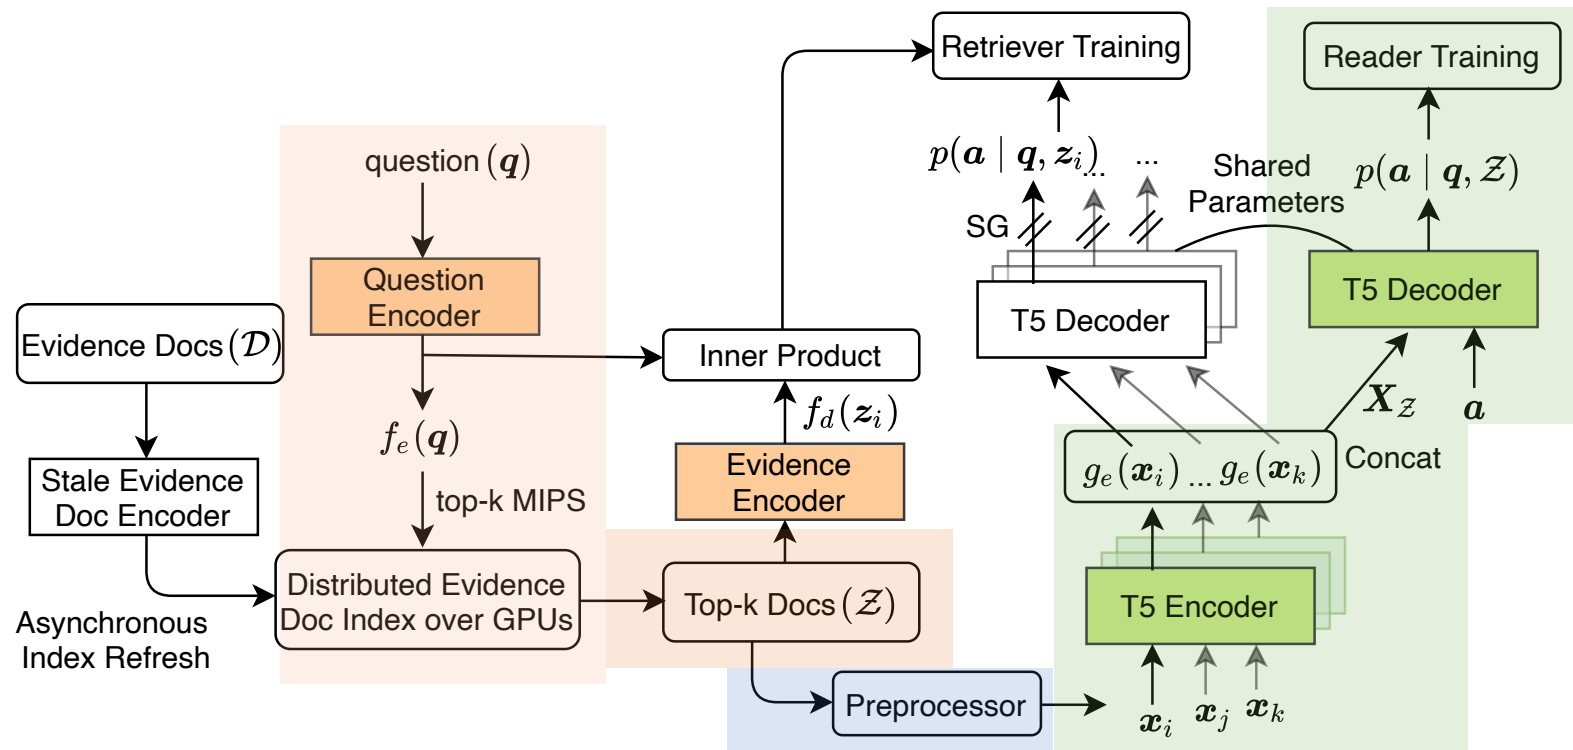 Retriever Training
Reader Training
question (q)
p(a | q, z_i)
...
...
Shared
Parameters
p(a | q, 𝒵)
SG
Question
Encoder
T5 Decoder
T5 Decoder
Evidence Docs (𝒟)
Inner Product
f_e(q)
f_d(z_i)
X_𝒵
a
Stale Evidence
Doc Encoder
top-k MIPS
Evidence
Encoder
g_e(x_i) ... g_e(x_k)
Concat
Distributed Evidence
Doc Index over GPUs
Top-k Docs (𝒵)
T5 Encoder
Asynchronous
Index Refresh
Preprocessor
x_i x_j x_k